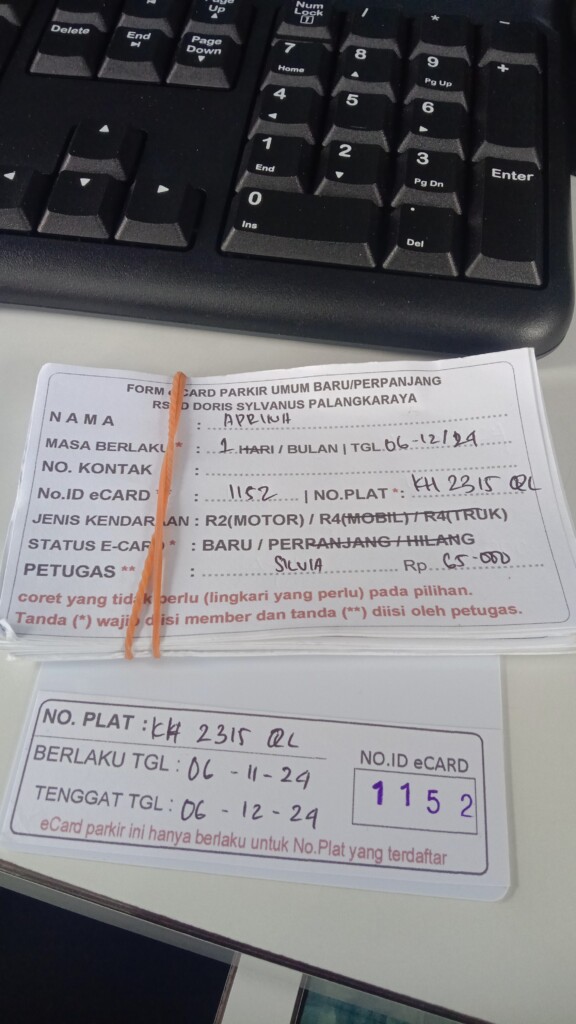 Page
Up
Num
Lock
/
*
-
Delete
End
Page
Down
7
Home
8
9
Pg Up
+
4
5
6
1
End
2
3
Pg Dn
Enter
0
Ins
.
Del
FORM eCARD PARKIR UMUM BARU/PERPANJANG
DORIS SYLVANUS PALANGKARAYA
NAMA : APRINA
MASA BERLAKU * : 1 HARI / BULAN | TGL 06-12/24
NO. KONTAK :
No.ID eCARD * : 1152 | NO.PLAT * : KH 2315 QL
JENIS KENDARAAN : R2(MOTOR) / R4(MOBIL) / R4(TRUK)
STATUS E-CARD * : BARU / PERPANJANG / HILANG
PETUGAS ** : SILVIA Rp. 65-000
coret yang tidak perlu (lingkari yang perlu) pada pilihan.
Tanda (*) wajib diisi member dan tanda (**) diisi oleh petugas.
NO. PLAT : KH 2315 QL
BERLAKU TGL : 06 - 11 - 24
TENGGAT TGL : 06 - 12 - 24
NO.ID eCARD
1152
eCard parkir ini hanya berlaku untuk No.Plat yang terdaftar